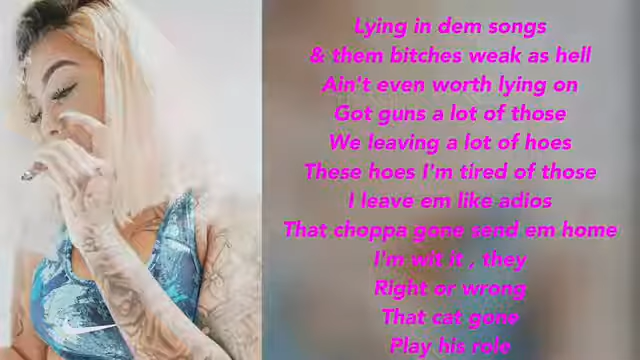 Lying in dem songs
& them bitches weak as hell
Ain't even worth lying on
Got guns a lot of those
We leaving a lot of hoes
These hoes I'm tired of those
I leave em like adios
That choppa gone send em home
I'm wit it , they
Right or wrong
That cat gone
Play his role